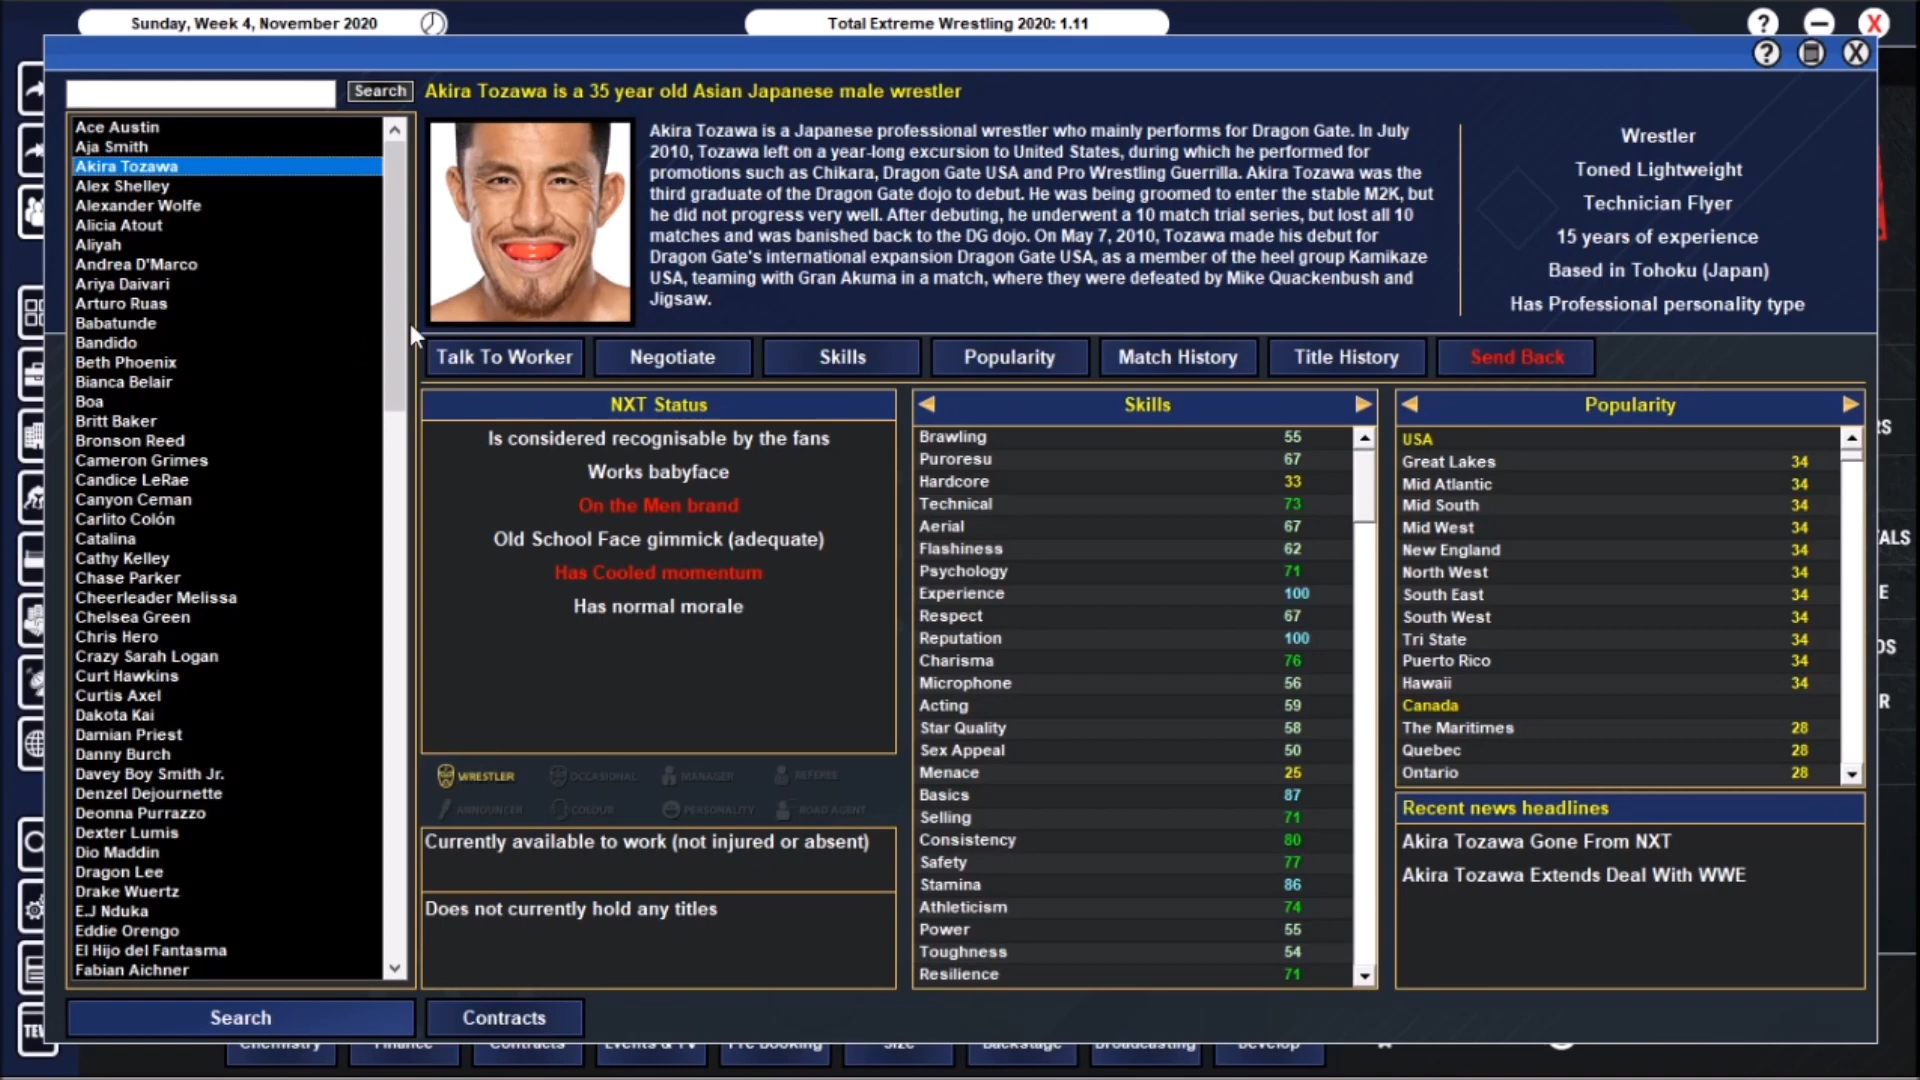 Sunday, Week 4, November 2020
Total Extreme Wrestling 2020: 1.11
Search
Akira Tozawa is a 35 year old Asian Japanese male wrestler
Ace Austin
Aja Smith
Akira Tozawa
Alex Shelley
Alexander Wolfe
Alicia Atout
Aliyah
Andrea D'Marco
Ariya Daivari
Arturo Ruas
Babatunde
Bandido
Beth Phoenix
Bianca Belair
Boa
Britt Baker
Bronson Reed
Cameron Grimes
Candice LeRae
Canyon Ceman
Carlito Colón
Catalina
Cathy Kelley
Chase Parker
Cheerleader Melissa
Chelsea Green
Chris Hero
Crazy Sarah Logan
Curt Hawkins
Curtis Axel
Dakota Kai
Damian Priest
Danny Burch
Davey Boy Smith Jr.
Denzel Dejournette
Deonna Purrazzo
Dexter Lumis
Dio Maddin
Dragon Lee
Drake Wuertz
E.J Nduka
Eddie Orengo
El Hijo del Fantasma
Fabian Aichner
Search
Contracts
Akira Tozawa is a Japanese professional wrestler who mainly performs for Dragon Gate. In July
2010, Tozawa left on a year-long excursion to United States, during which he performed for
promotions such as Chikara, Dragon Gate USA and Pro Wrestling Guerrilla. Akira Tozawa was the
third graduate of the Dragon Gate dojo to debut. He was being groomed to enter the stable M2K, but
he did not progress very well. After debuting, he underwent a 10 match trial series, but lost all 10
matches and was banished back to the DG dojo. On May 7, 2010, Tozawa made his debut for
Dragon Gate's international expansion Dragon Gate USA, as a member of the heel group Kamikaze
USA, teaming with Gran Akuma in a match, where they were defeated by Mike Quackenbush and
Jigsaw.
Wrestler
Toned Lightweight
Technician Flyer
15 years of experience
Based in Tohoku (Japan)
Has Professional personality type
Talk To Worker
Negotiate
Skills
Popularity
Match History
Title History
Send Back
NXT Status
Is considered recognisable by the fans
Works babyface
On the Men brand
Old School Face gimmick (adequate)
Has Cooled momentum
Has normal morale
WRESTLER OCCASIONAL MANAGER REFEREE
ANNOUNCER COLOUR PERSONALITY ROAD AGENT
Currently available to work (not injured or absent)
Does not currently hold any titles
Skills
Brawling 55
Puroresu 67
Hardcore 33
Technical 73
Aerial 67
Flashiness 62
Psychology 71
Experience 100
Respect 67
Reputation 100
Charisma 76
Microphone 56
Acting 59
Star Quality 58
Sex Appeal 50
Menace 25
Basics 87
Selling 71
Consistency 80
Safety 77
Stamina 86
Athleticism 74
Power 55
Toughness 54
Resilience 71
Popularity
USA
Great Lakes 34
Mid Atlantic 34
Mid South 34
Mid West 34
New England 34
North West 34
South East 34
South West 34
Tri State 34
Puerto Rico 34
Hawaii 34
Canada
The Maritimes 28
Quebec 28
Ontario 28
Recent news headlines
Akira Tozawa Gone From NXT
Akira Tozawa Extends Deal With WWE
Chemistry Finance Contracts Events & TV Pre Booking Size Backstage Broadcasting Develop